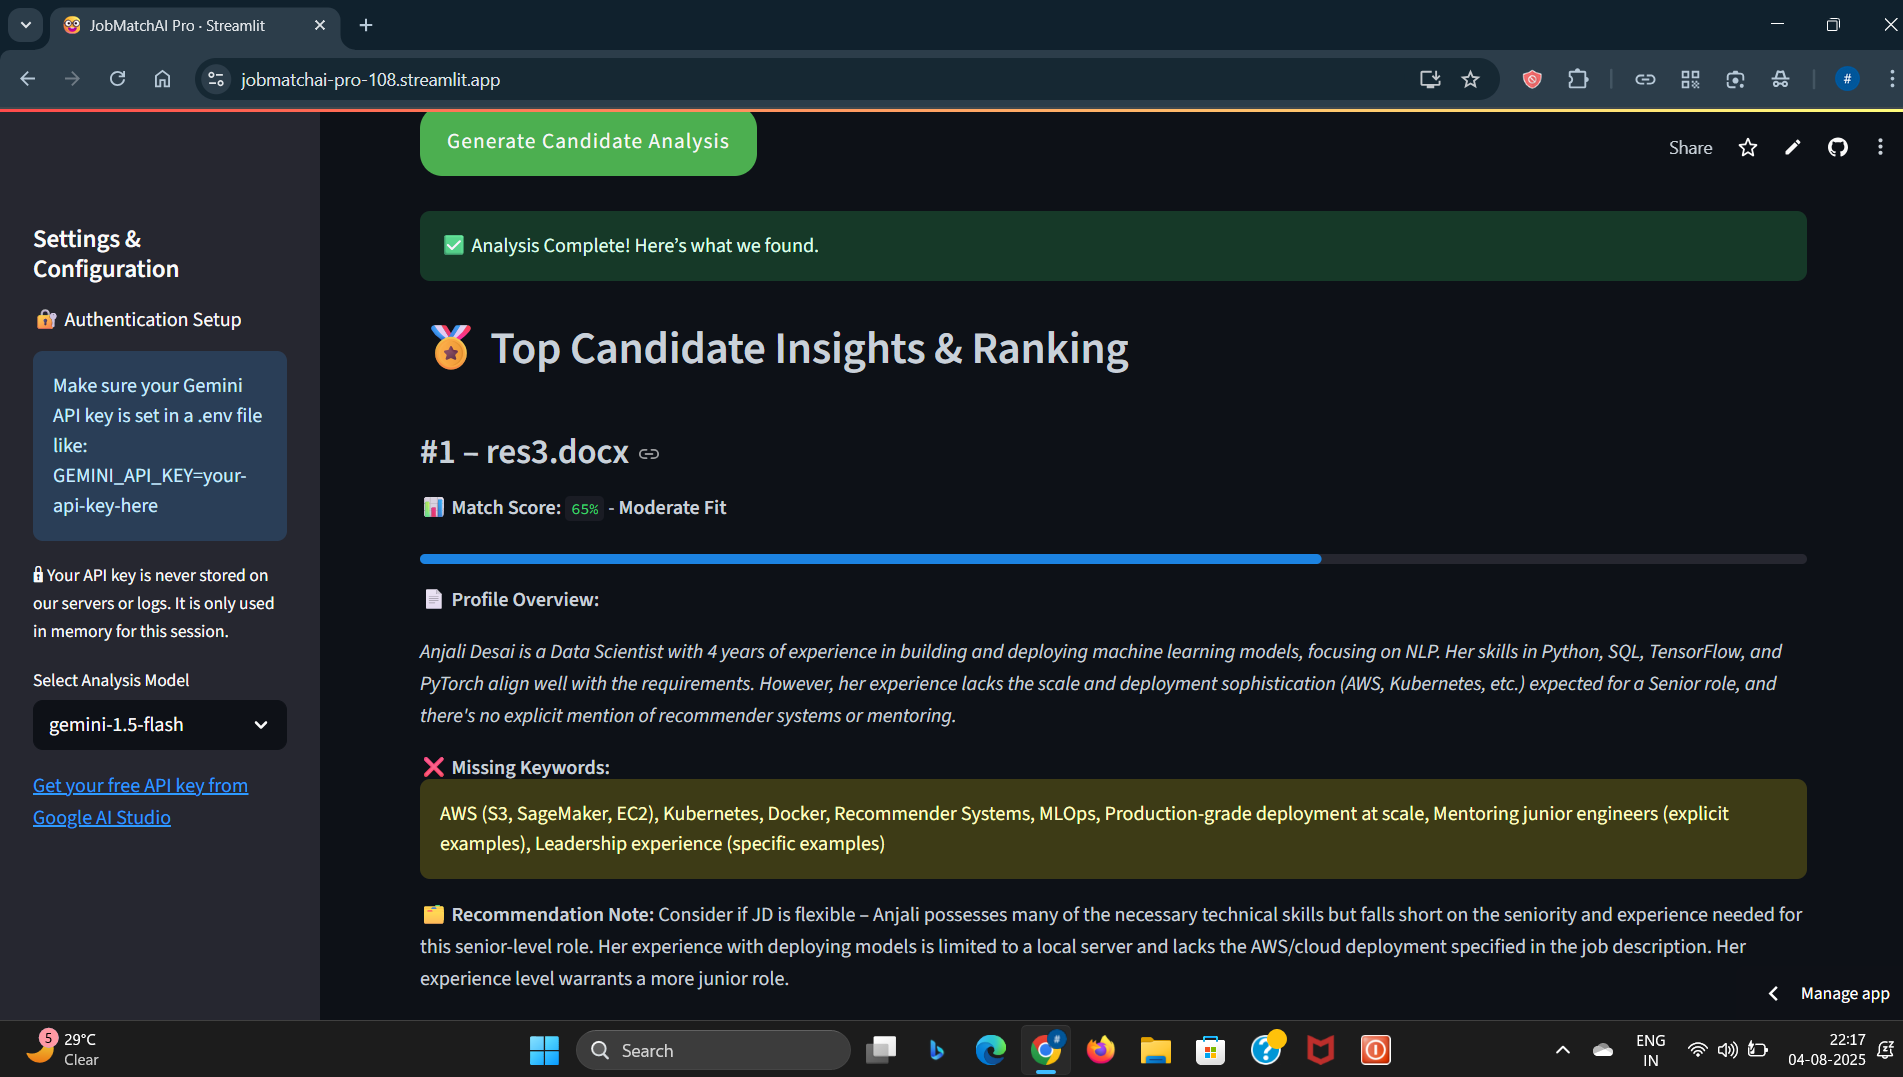 JobMatchAI Pro · Streamlit
jobmatchai-pro-108.streamlit.app
#
Share
Generate Candidate Analysis
Settings &
Configuration
Authentication Setup
Make sure your Gemini
API key is set in a .env file
like:
GEMINI_API_KEY=your-
api-key-here
Your API key is never stored on
our servers or logs. It is only used
in memory for this session.
Select Analysis Model
gemini-1.5-flash
Get your free API key from
Google AI Studio
Analysis Complete! Here’s what we found.
Top Candidate Insights & Ranking
#1 – res3.docx
Match Score: 65% - Moderate Fit
Profile Overview:
Anjali Desai is a Data Scientist with 4 years of experience in building and deploying machine learning models, focusing on NLP. Her skills in Python, SQL, TensorFlow, and
PyTorch align well with the requirements. However, her experience lacks the scale and deployment sophistication (AWS, Kubernetes, etc.) expected for a Senior role, and
there's no explicit mention of recommender systems or mentoring.
Missing Keywords:
AWS (S3, SageMaker, EC2), Kubernetes, Docker, Recommender Systems, MLOps, Production-grade deployment at scale, Mentoring junior engineers (explicit
examples), Leadership experience (specific examples)
Recommendation Note: Consider if JD is flexible – Anjali possesses many of the necessary technical skills but falls short on the seniority and experience needed for
this senior-level role. Her experience with deploying models is limited to a local server and lacks the AWS/cloud deployment specified in the job description. Her
experience level warrants a more junior role.
Manage app
5
29°C
Clear
Search
#
ENG
IN
22:17
04-08-2025